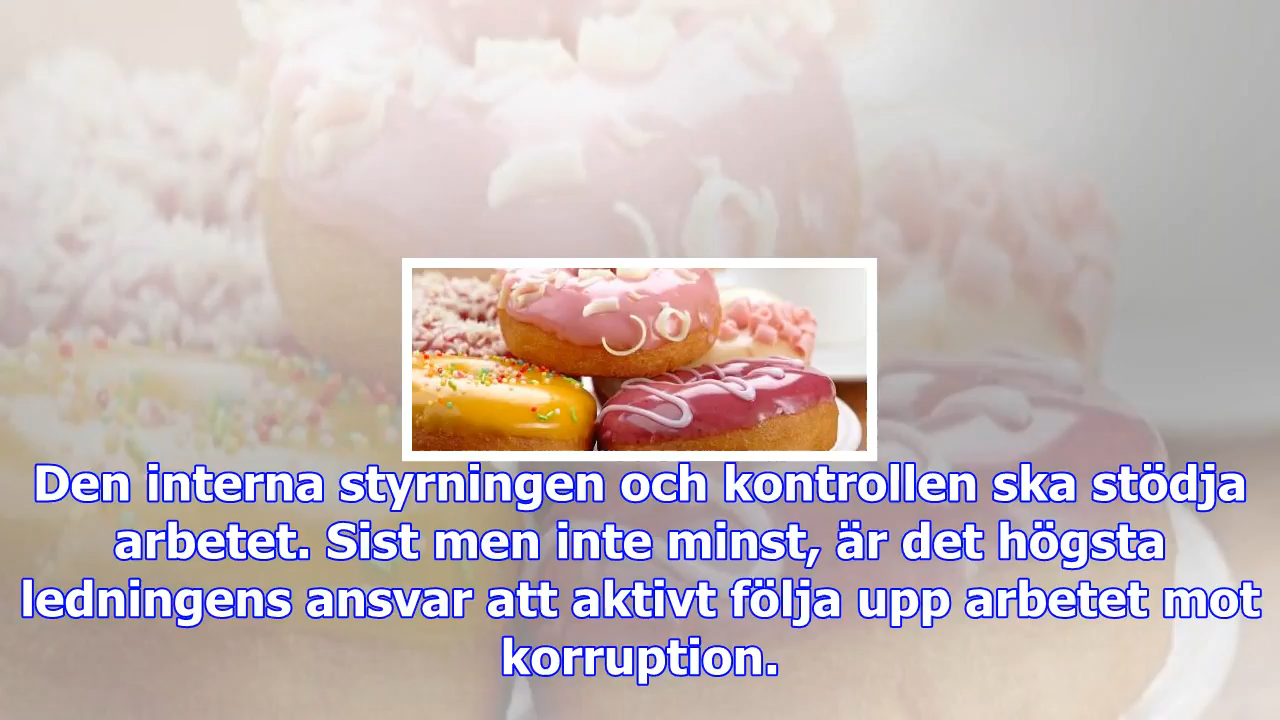 Den interna styrningen och kontrollen ska stödja
arbetet. Sist men inte minst, är det högsta
ledningens ansvar att aktivt följa upp arbetet mot
korruption.